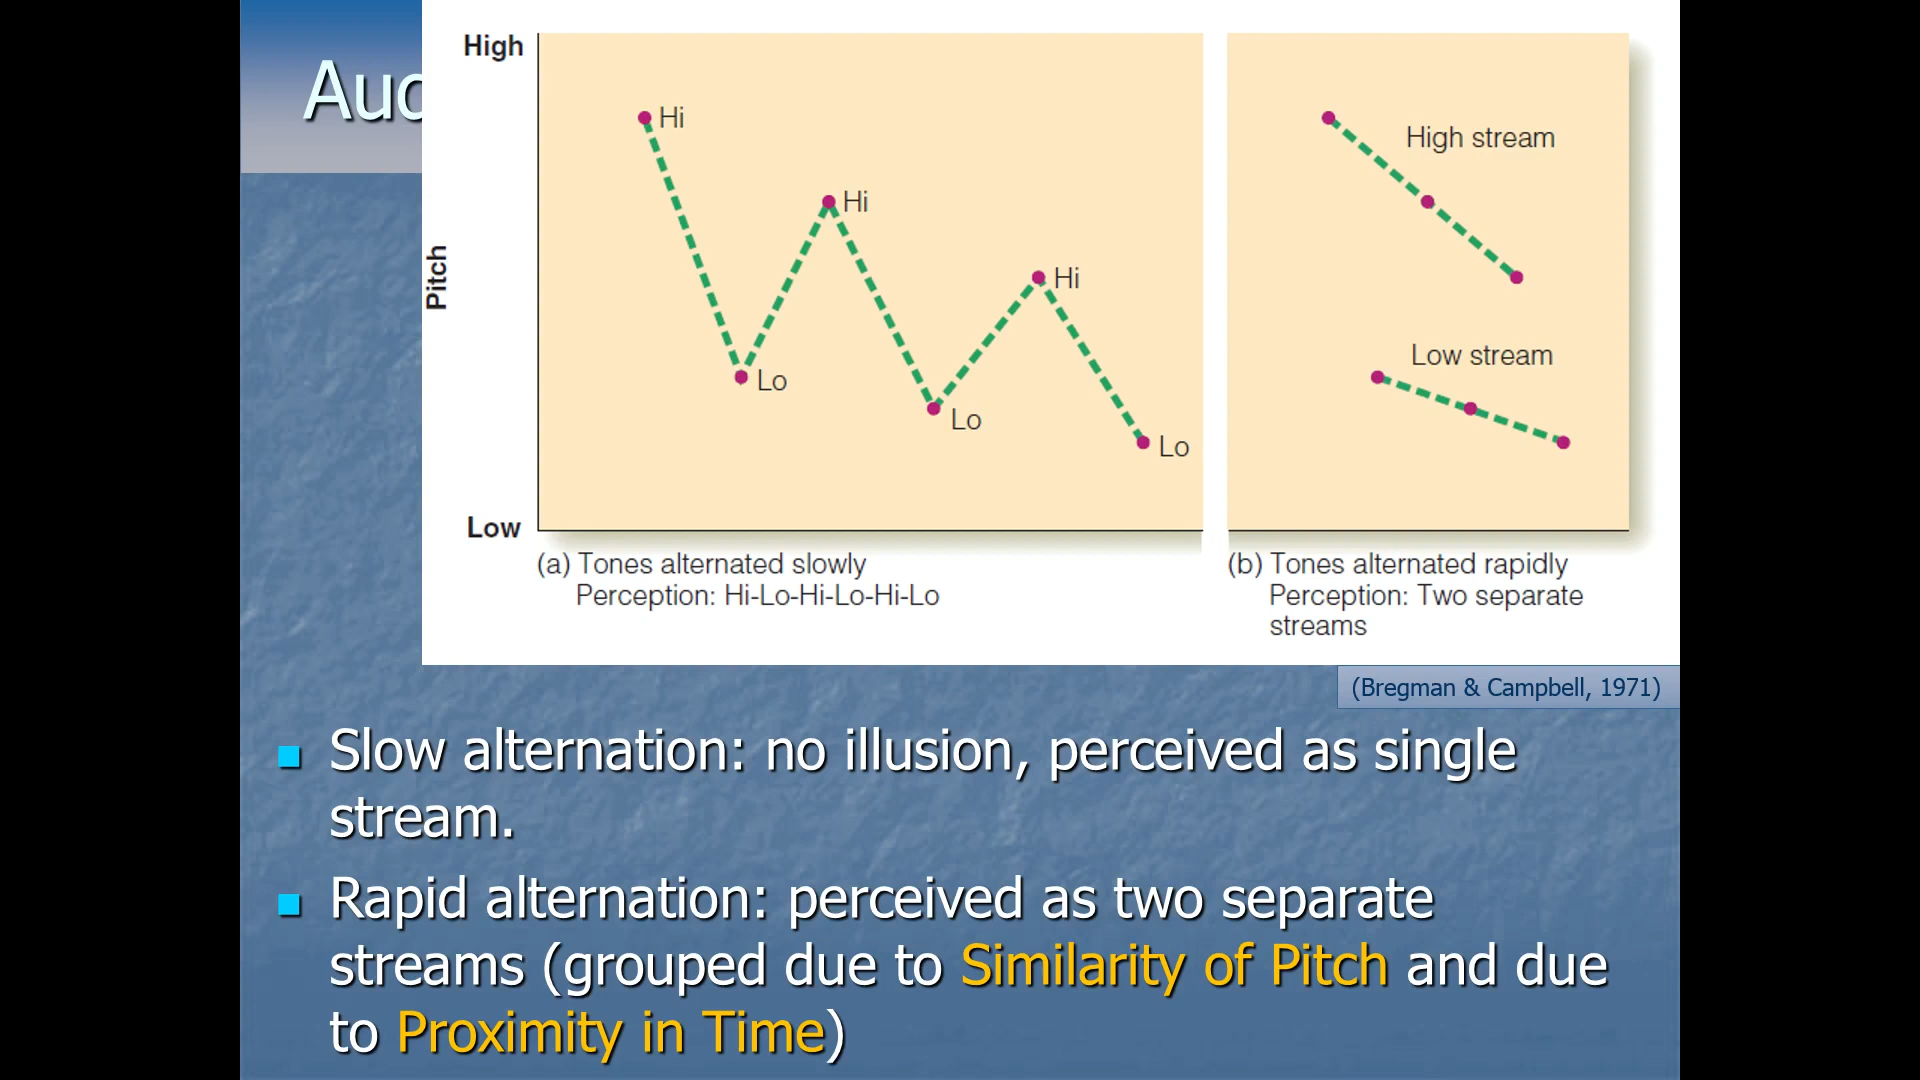 Auc
High
Hi
Hi
Hi
Lo
Lo
Lo
Pitch
Low
High stream
Low stream
(a) Tones alternated slowly
Perception: Hi-Lo-Hi-Lo-Hi-Lo
(b) Tones alternated rapidly
Perception: Two separate
streams
(Bregman & Campbell, 1971)
Slow alternation: no illusion, perceived as single
stream.
Rapid alternation: perceived as two separate
streams (grouped due to Similarity of Pitch and due
to Proximity in Time)